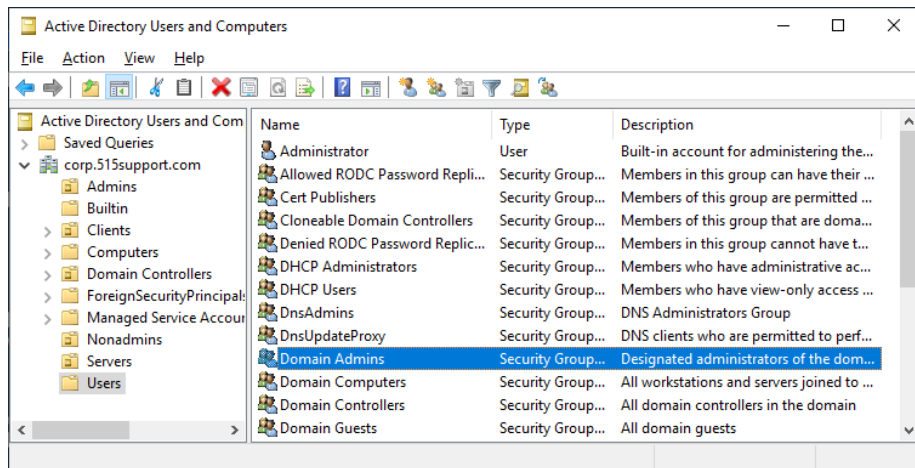 Active Directory Users and Computers
File Action View Help
Active Directory Users and Com
Saved Queries
corp.515support.com
Admins
Builtin
Clients
Computers
Domain Controllers
ForeignSecurityPrincipals
Managed Service Accour
Nonadmins
Servers
Users
Name Type Description
Administrator User Built-in account for administering the...
Allowed RODC Password Repli... Security Group... Members in this group can have their ...
Cert Publishers Security Group... Members of this group are permitted ...
Cloneable Domain Controllers Security Group... Members of this group that are doma...
Denied RODC Password Replic... Security Group... Members in this group cannot have t...
DHCP Administrators Security Group... Members who have administrative ac...
DHCP Users Security Group... Members who have view-only access ...
DnsAdmins Security Group... DNS Administrators Group
DnsUpdateProxy Security Group... DNS clients who are permitted to perf...
Domain Admins Security Group... Designated administrators of the dom...
Domain Computers Security Group... All workstations and servers joined to ...
Domain Controllers Security Group... All domain controllers in the domain
Domain Guests Security Group... All domain guests